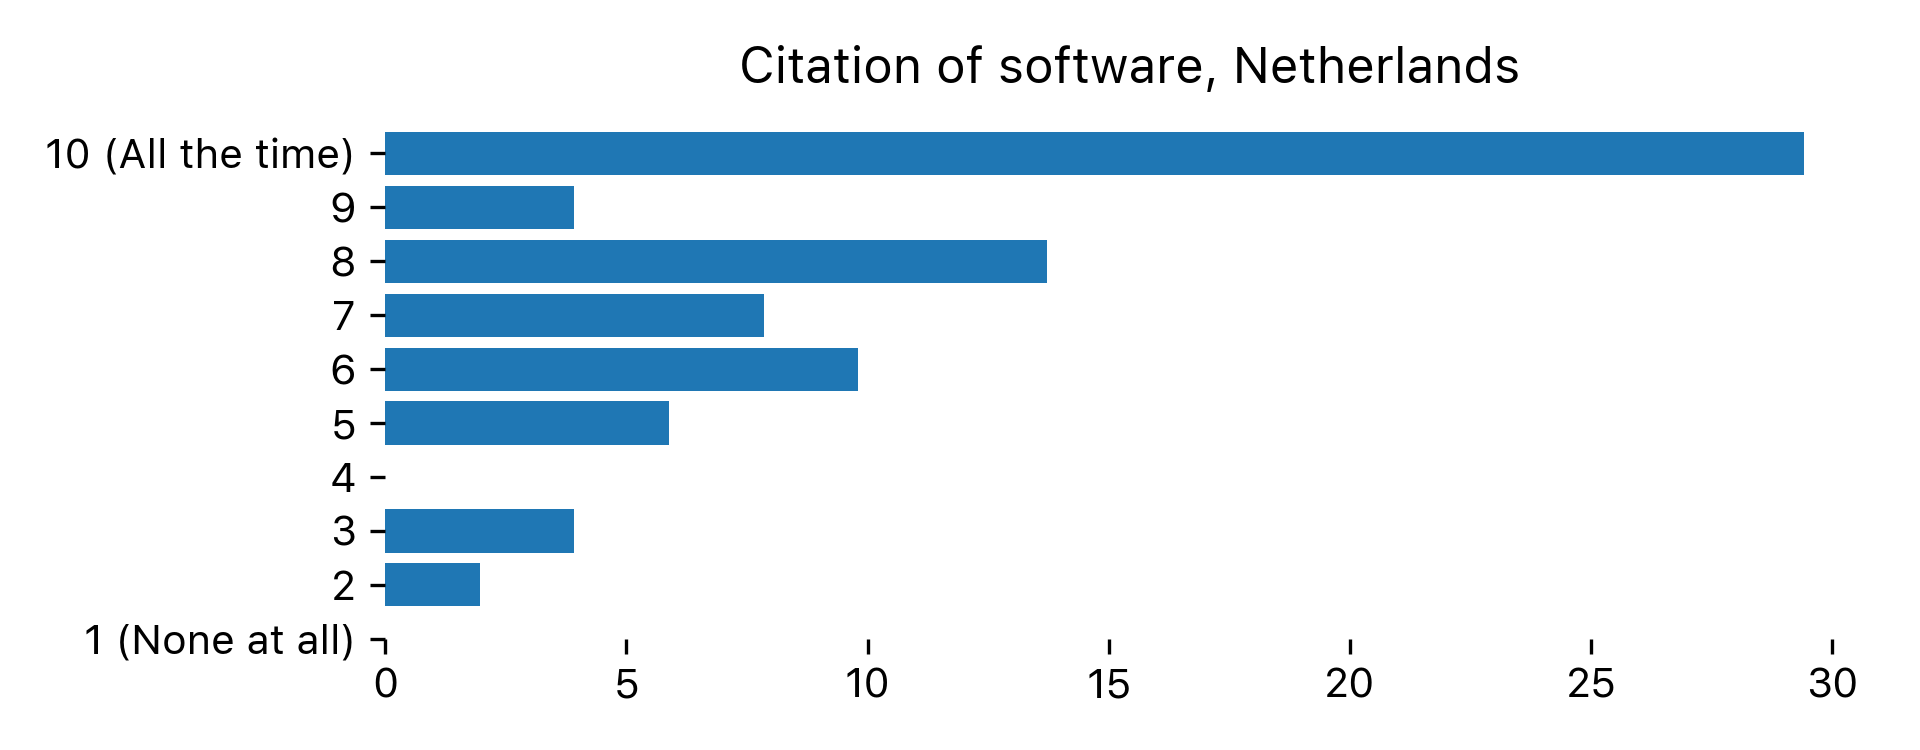 Citation of software, Netherlands
10 (All the time)
9
8
7
6
5
4
3
2
1 (None at all)
0 5 10 15 20 25 30